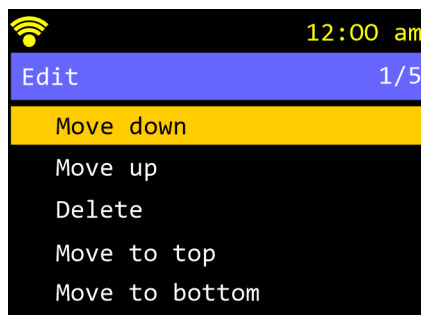 12:00 am
Edit 1/5
Move down
Move up
Delete
Move to top
Move to bottom